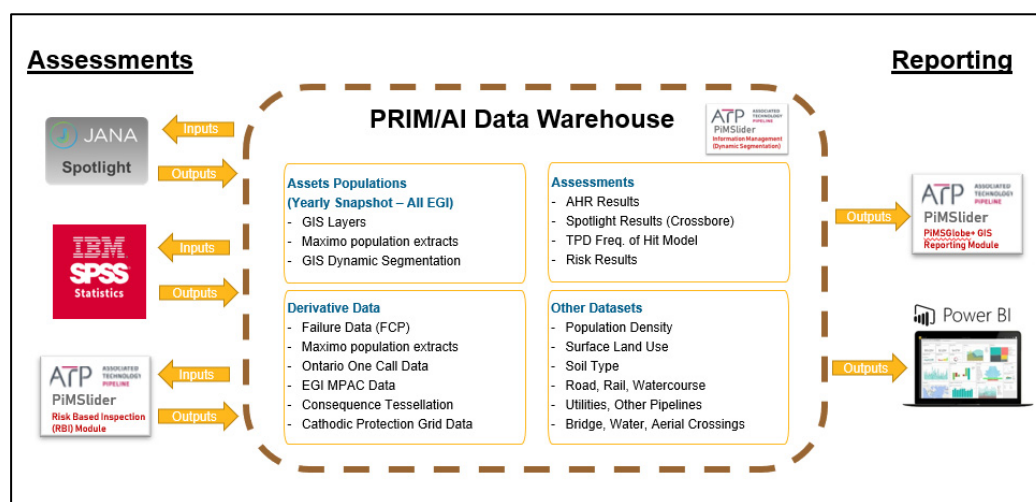 Assessments
Reporting
PRIM/AI Data Warehouse
ATP ASSOCIATED
TECHNOLOGY
PIPELINE
PiMSlider
Information Management
(Dynamic Segmentation)
JANA
Spotlight
Inputs
Outputs
IBM
SPSS
Statistics
Inputs
Outputs
ATP ASSOCIATED
TECHNOLOGY
PIPELINE
PiMSlider
Risk Based Inspection
(RBI) Module
Inputs
Outputs
Assets Populations
(Yearly Snapshot – All EGI)
- GIS Layers
- Maximo population extracts
- GIS Dynamic Segmentation
Assessments
- AHR Results
- Spotlight Results (Crossbore)
- TPD Freq. of Hit Model
- Risk Results
Derivative Data
- Failure Data (FCP)
- Maximo population extracts
- Ontario One Call Data
- EGI MPAC Data
- Consequence Tessellation
- Cathodic Protection Grid Data
Other Datasets
- Population Density
- Surface Land Use
- Soil Type
- Road, Rail, Watercourse
- Utilities, Other Pipelines
- Bridge, Water, Aerial Crossings
Outputs
ATP ASSOCIATED
TECHNOLOGY
PIPELINE
PiMSlider
PiMSGlobe+ GIS
Reporting Module
Outputs
Power BI